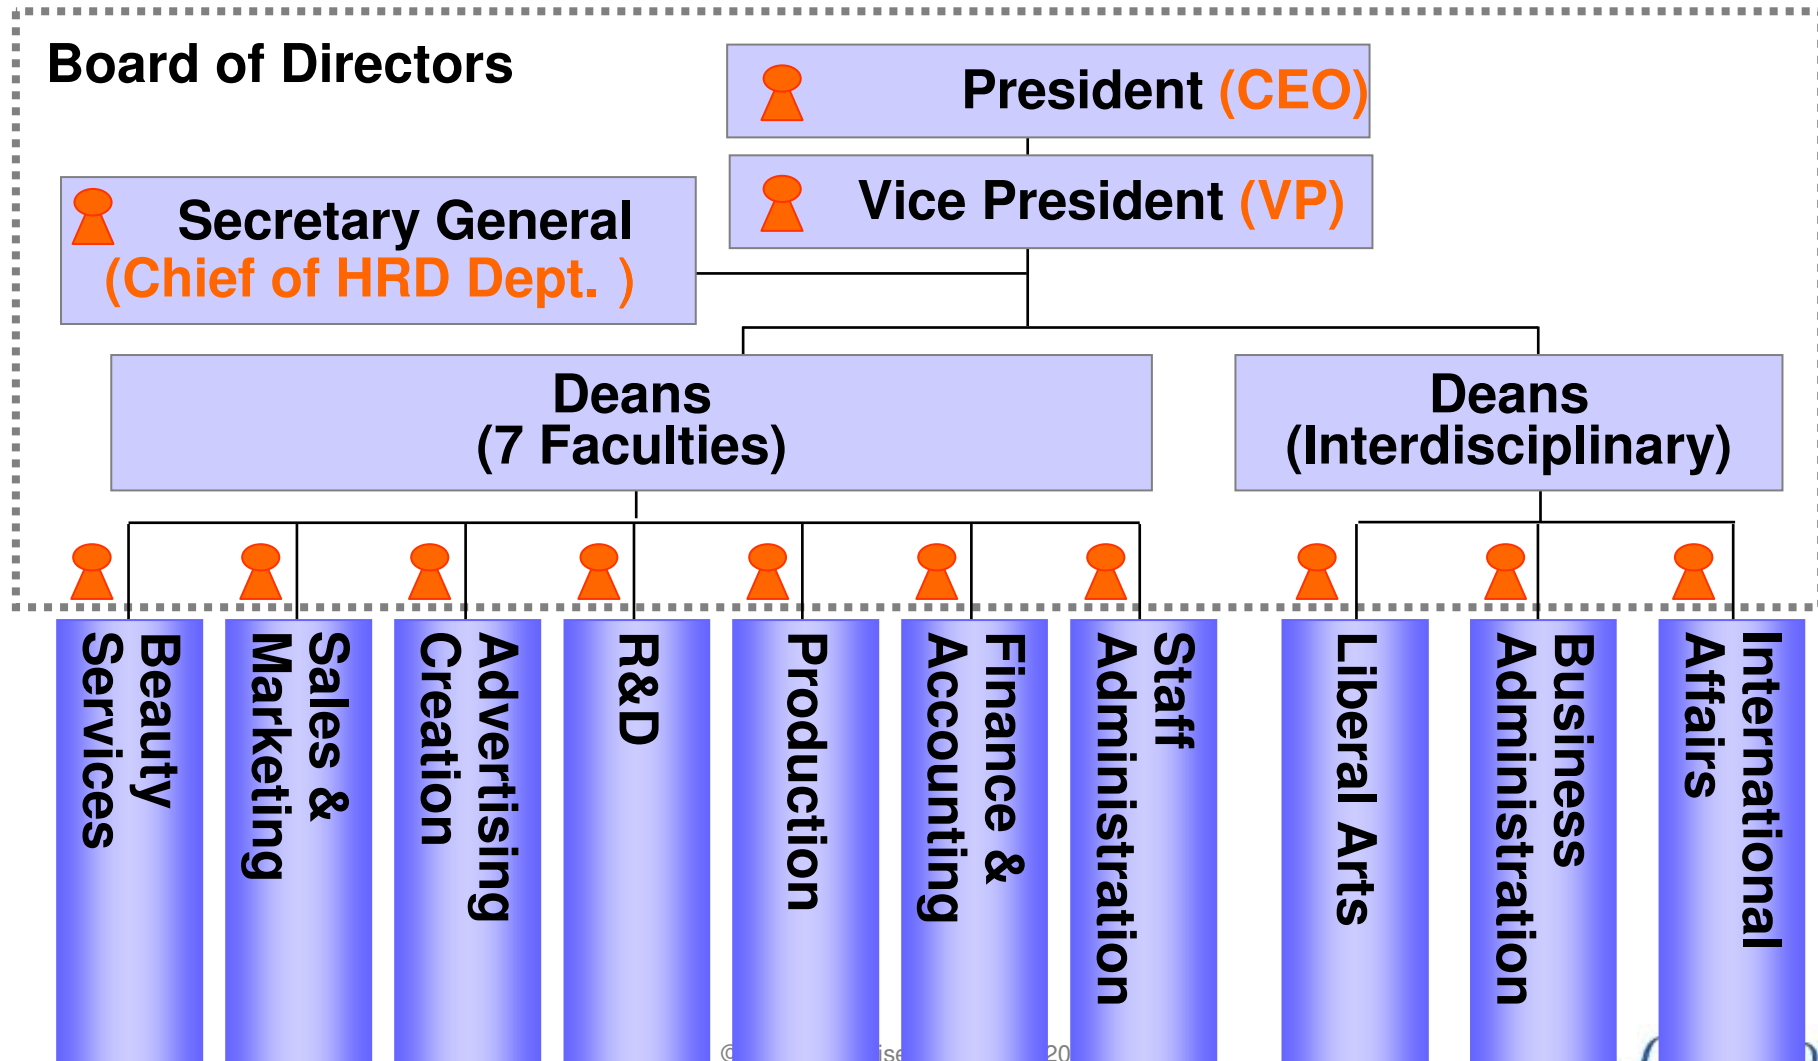 Board of Directors
President (CEO)
Vice President (VP)
Secretary General
(Chief of HRD Dept. )
Deans
(7 Faculties)
Deans
(Interdisciplinary)
Beauty
Services
Sales &
Marketing
Advertising
Creation
R&D
Production
Finance &
Accounting
Staff
Administration
Liberal Arts
Business
Administration
International
Affairs